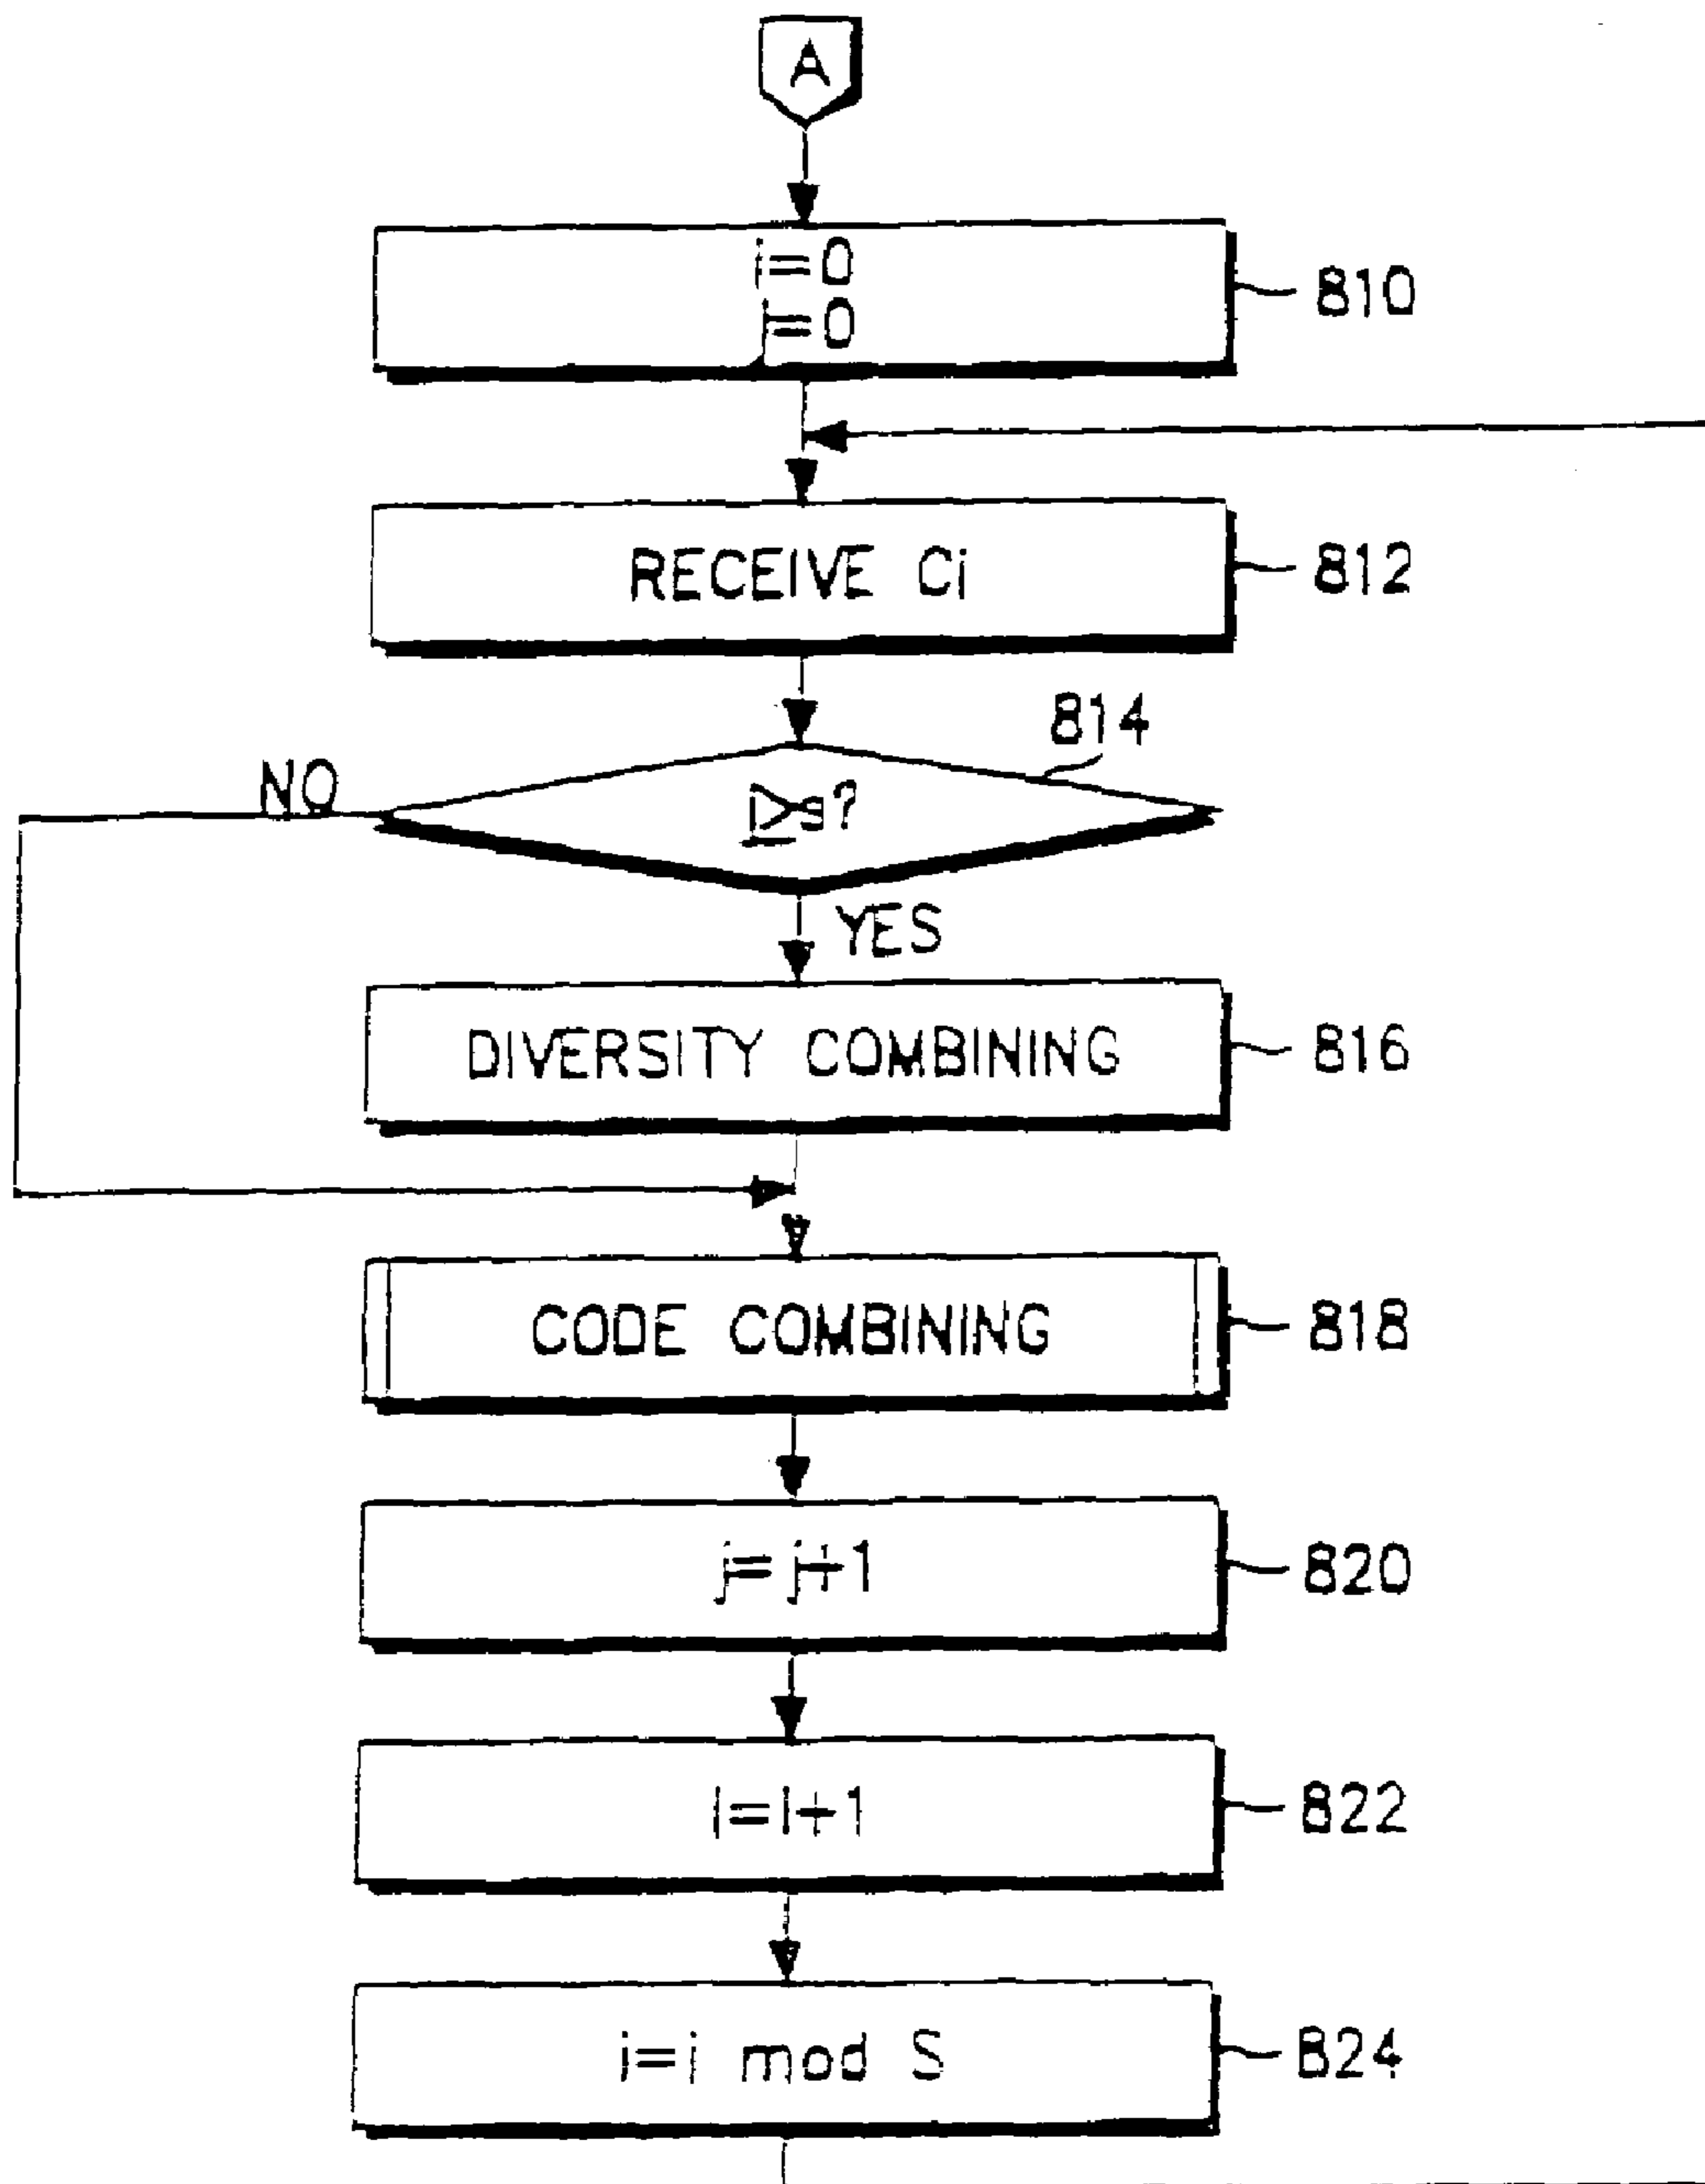 A
i=0
j=0
810
RECEIVE Ci
812
814
NO
YES
DIVERSITY COMBINING
816
CODE COMBINING
818
j=j+1
820
i=i+1
822
i=i mod S
824